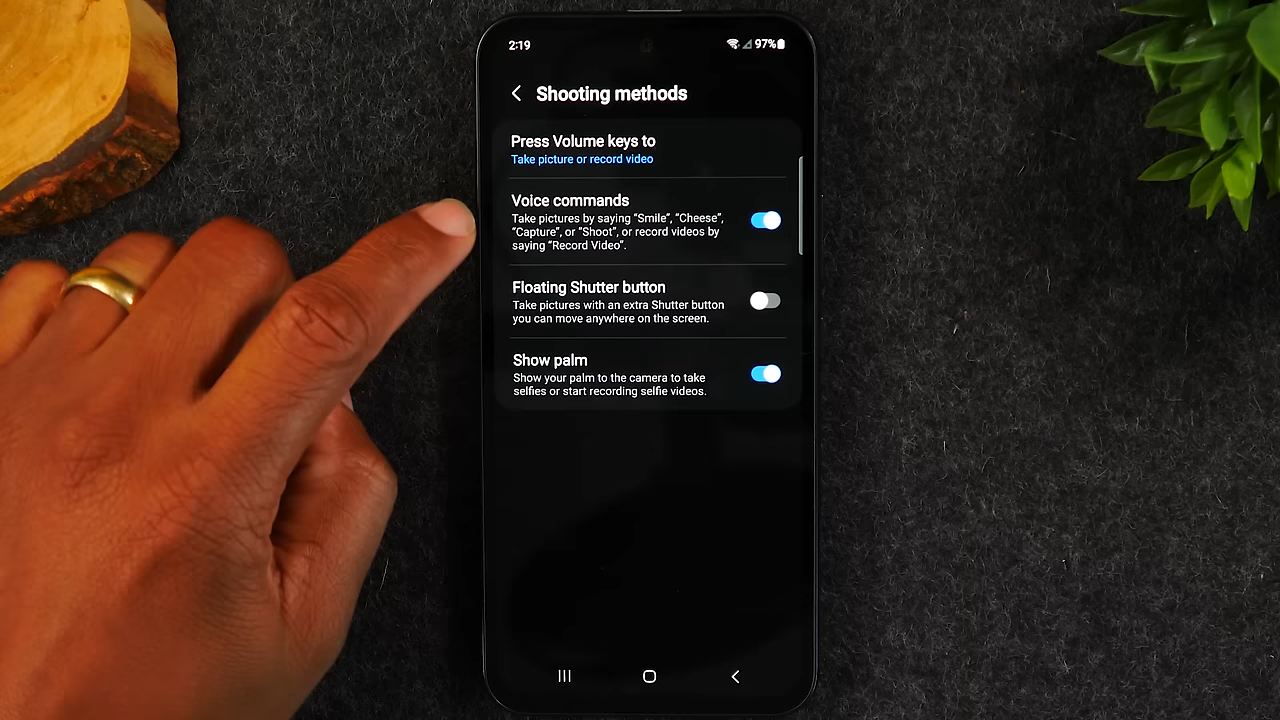 2:19
97%
Shooting methods
Press Volume keys to
Take picture or record video
Voice commands
Take pictures by saying “Smile”, “Cheese”,
“Capture”, or “Shoot”, or record videos by
saying “Record Video”.
Floating Shutter button
Take pictures with an extra Shutter button
you can move anywhere on the screen.
Show palm
Show your palm to the camera to take
selfies or start recording selfie videos.